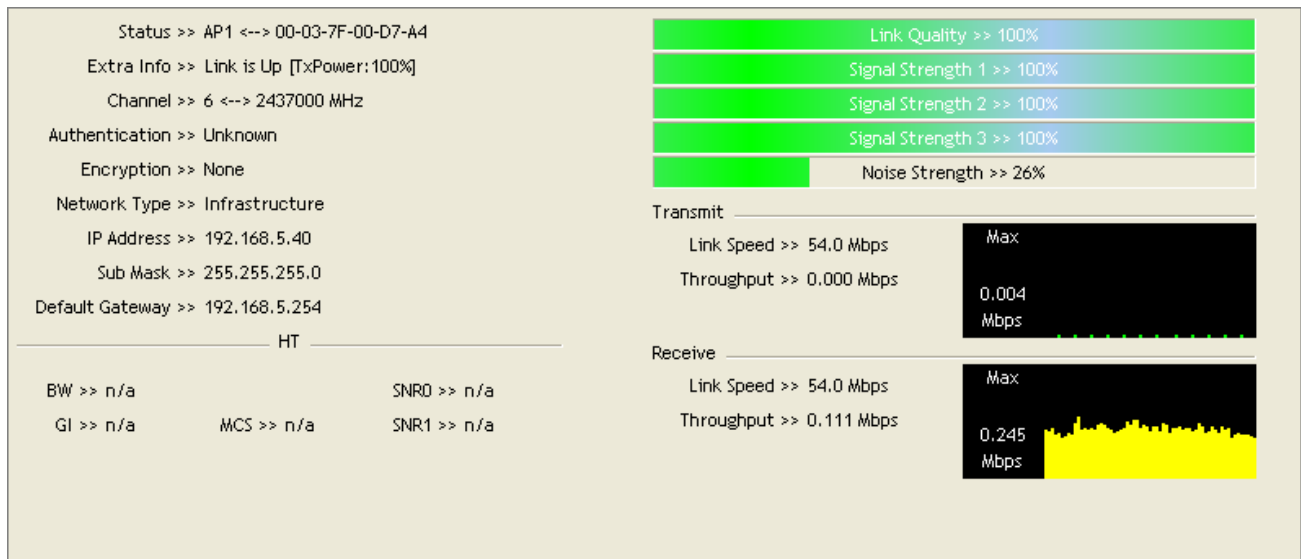 Status >> AP1 <--> 00-03-7F-00-D7-A4
Extra Info >> Link is Up [TxPower:100%]
Channel >> 6 <--> 2437000 MHz
Authentication >> Unknown
Encryption >> None
Network Type >> Infrastructure
IP Address >> 192.168.5.40
Sub Mask >> 255.255.255.0
Default Gateway >> 192.168.5.254
HT
BW >> n/a SNR0 >> n/a
GI >> n/a MCS >> n/a SNR1 >> n/a
Link Quality >> 100%
Signal Strength 1 >> 100%
Signal Strength 2 >> 100%
Signal Strength 3 >> 100%
Noise Strength >> 26%
Transmit
Link Speed >> 54.0 Mbps
Throughput >> 0.000 Mbps
Max
0.004
Mbps
Receive
Link Speed >> 54.0 Mbps
Throughput >> 0.111 Mbps
Max
0.245
Mbps